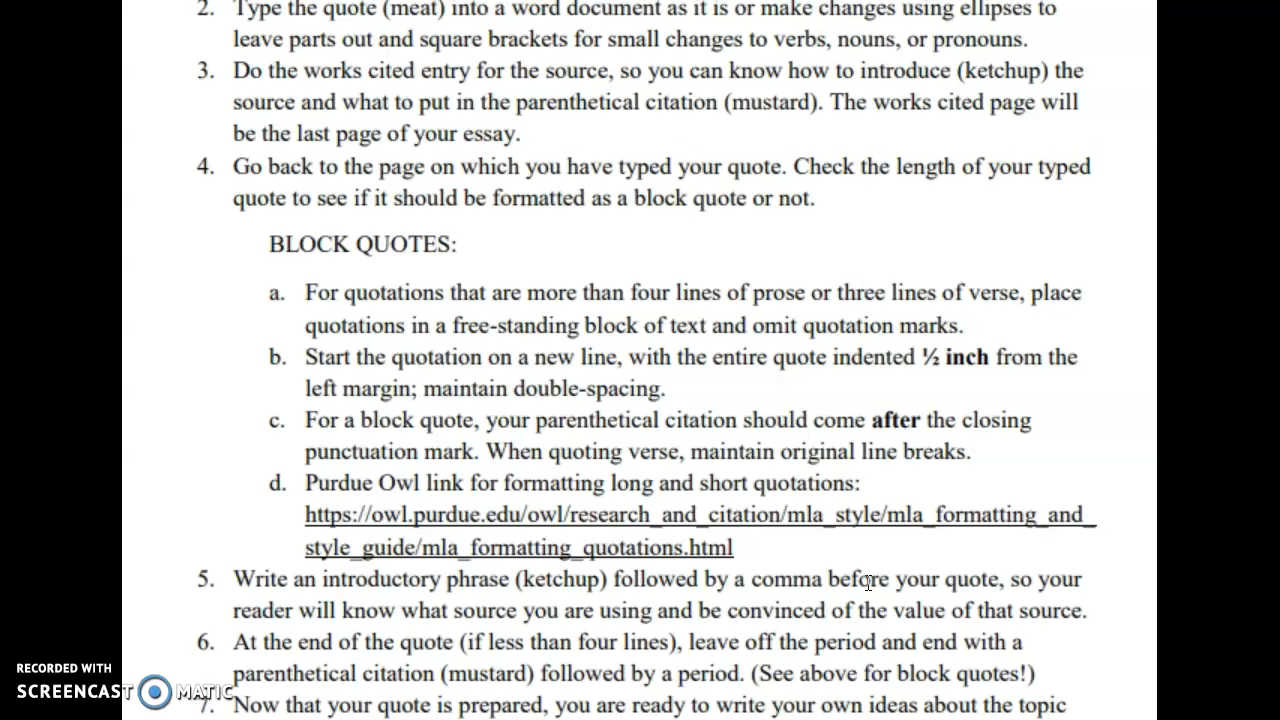 2. Type the quote (meat) into a word document as it is or make changes using ellipses to
leave parts out and square brackets for small changes to verbs, nouns, or pronouns.
3. Do the works cited entry for the source, so you can know how to introduce (ketchup) the
source and what to put in the parenthetical citation (mustard). The works cited page will
be the last page of your essay.
4. Go back to the page on which you have typed your quote. Check the length of your typed
quote to see if it should be formatted as a block quote or not.
BLOCK QUOTES:
a. For quotations that are more than four lines of prose or three lines of verse, place
quotations in a free-standing block of text and omit quotation marks.
b. Start the quotation on a new line, with the entire quote indented ½ inch from the
left margin; maintain double-spacing.
c. For a block quote, your parenthetical citation should come after the closing
punctuation mark. When quoting verse, maintain original line breaks.
d. Purdue Owl link for formatting long and short quotations:
https://owl.purdue.edu/owl/research_and_citation/mla_style/mla_formatting_and_
style_guide/mla_formatting_quotations.html
5. Write an introductory phrase (ketchup) followed by a comma before your quote, so your
reader will know what source you are using and be convinced of the value of that source.
6. At the end of the quote (if less than four lines), leave off the period and end with a
parenthetical citation (mustard) followed by a period. (See above for block quotes!)
7. Now that your quote is prepared, you are ready to write your own ideas about the topic
RECORDED WITH
SCREENCAST MATIC